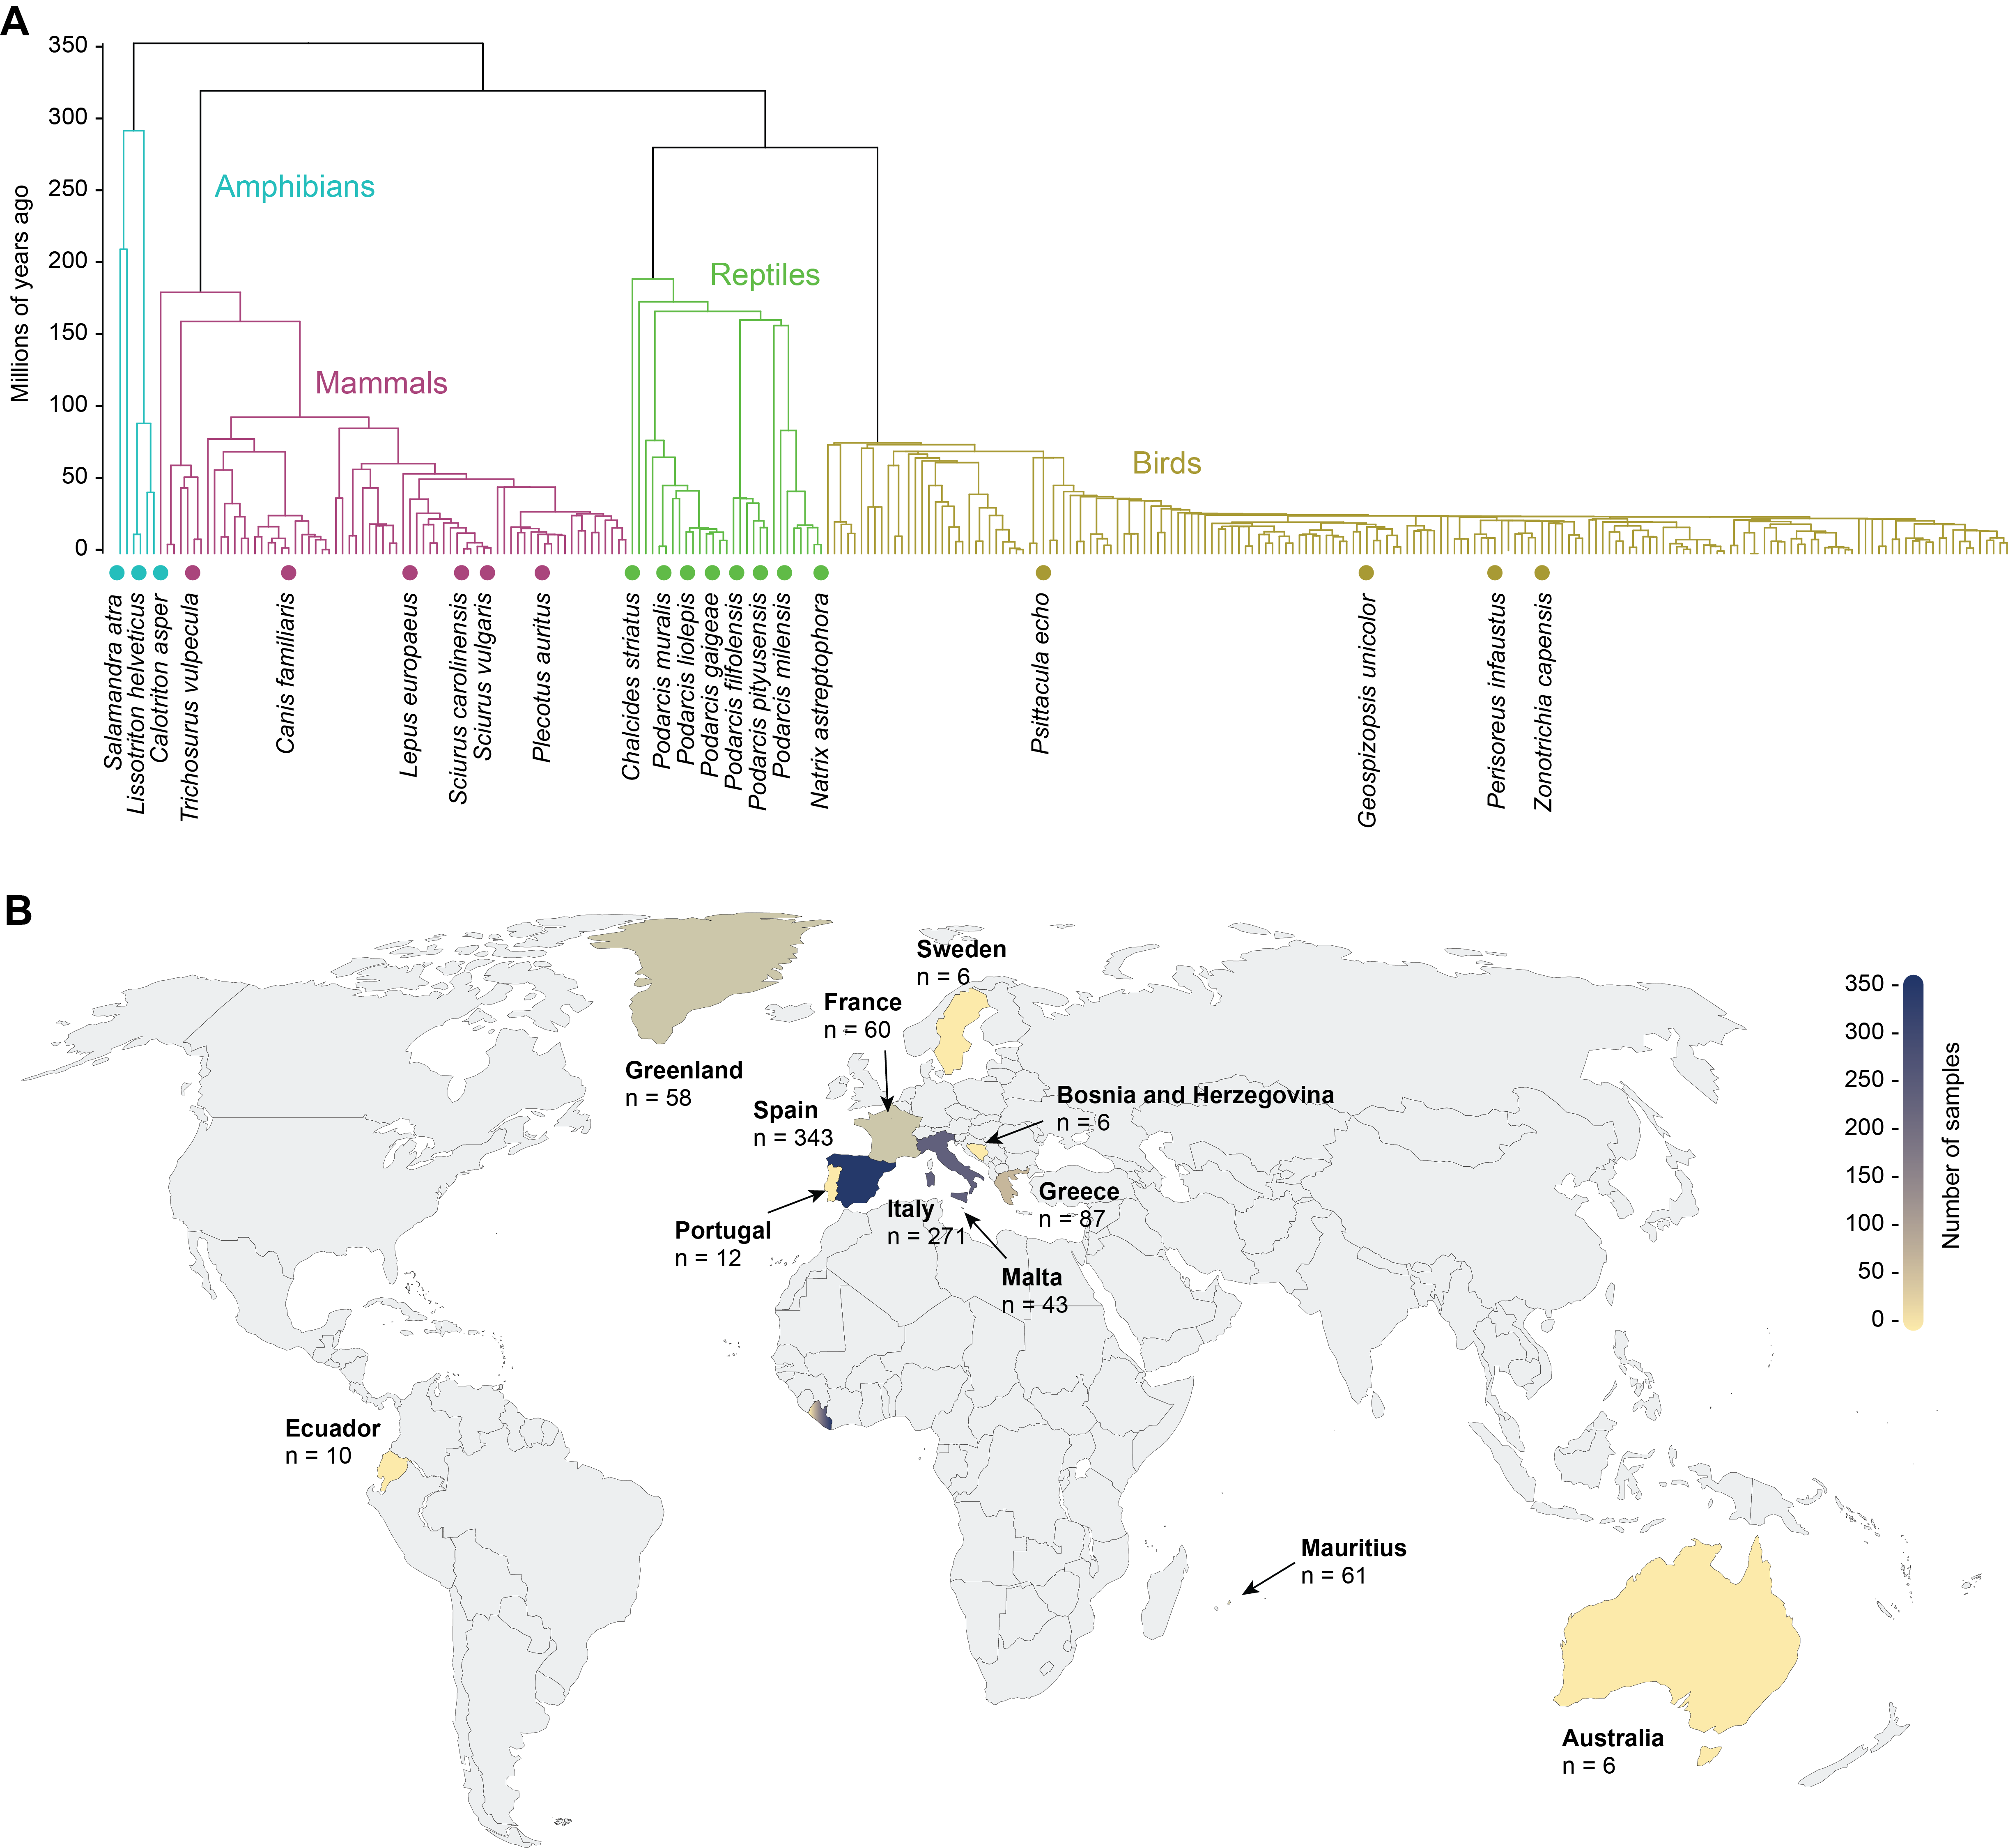 A
350
300
250
200
150
100
50
0
Millions of years ago
Amphibians
Mammals
Reptiles
Birds
Salamandra atra
Lissotriton helveticus
Calotriton asper
Trichosurus vulpecula
Canis familiaris
Lepus europaeus
Sciurus carolinensis
Sciurus vulgaris
Plecotus auritus
Chalcides striatus
Podarcis muralis
Podarcis liolepis
Podarcis gaigeae
Podarcis filfolensis
Podarcis pityusensis
Podarcis milensis
Natrix astreptophora
Psittacula echo
Geospizopsis unicolor
Perisoreus infaustus
Zonotrichia capensis
B
Sweden
n = 6
France
n = 60
Greenland
n = 58
Spain
n = 343
Bosnia and Herzegovina
n = 6
Portugal
n = 12
Italy
n = 271
Greece
n = 87
Malta
n = 43
Ecuador
n = 10
Mauritius
n = 61
Australia
n = 6
350
300
250
200
150
100
50
0
Number of samples